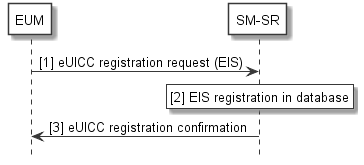 EUM
SM-SR
[1] eUICC registration request (EIS)
[2] EIS registration in database
[3] eUICC registration confirmation